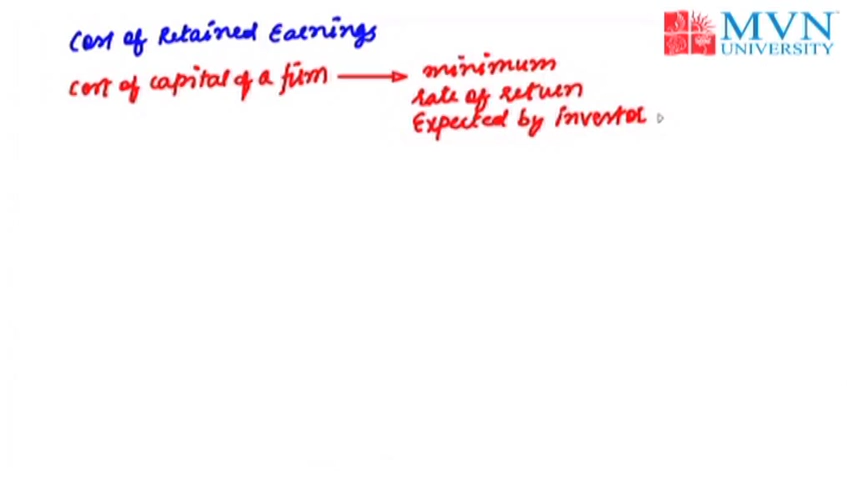 Cost of Retained Earnings
MVN
UNIVERSITY
Cost of capital of a firm → minimum
rate of return
Expected by investor